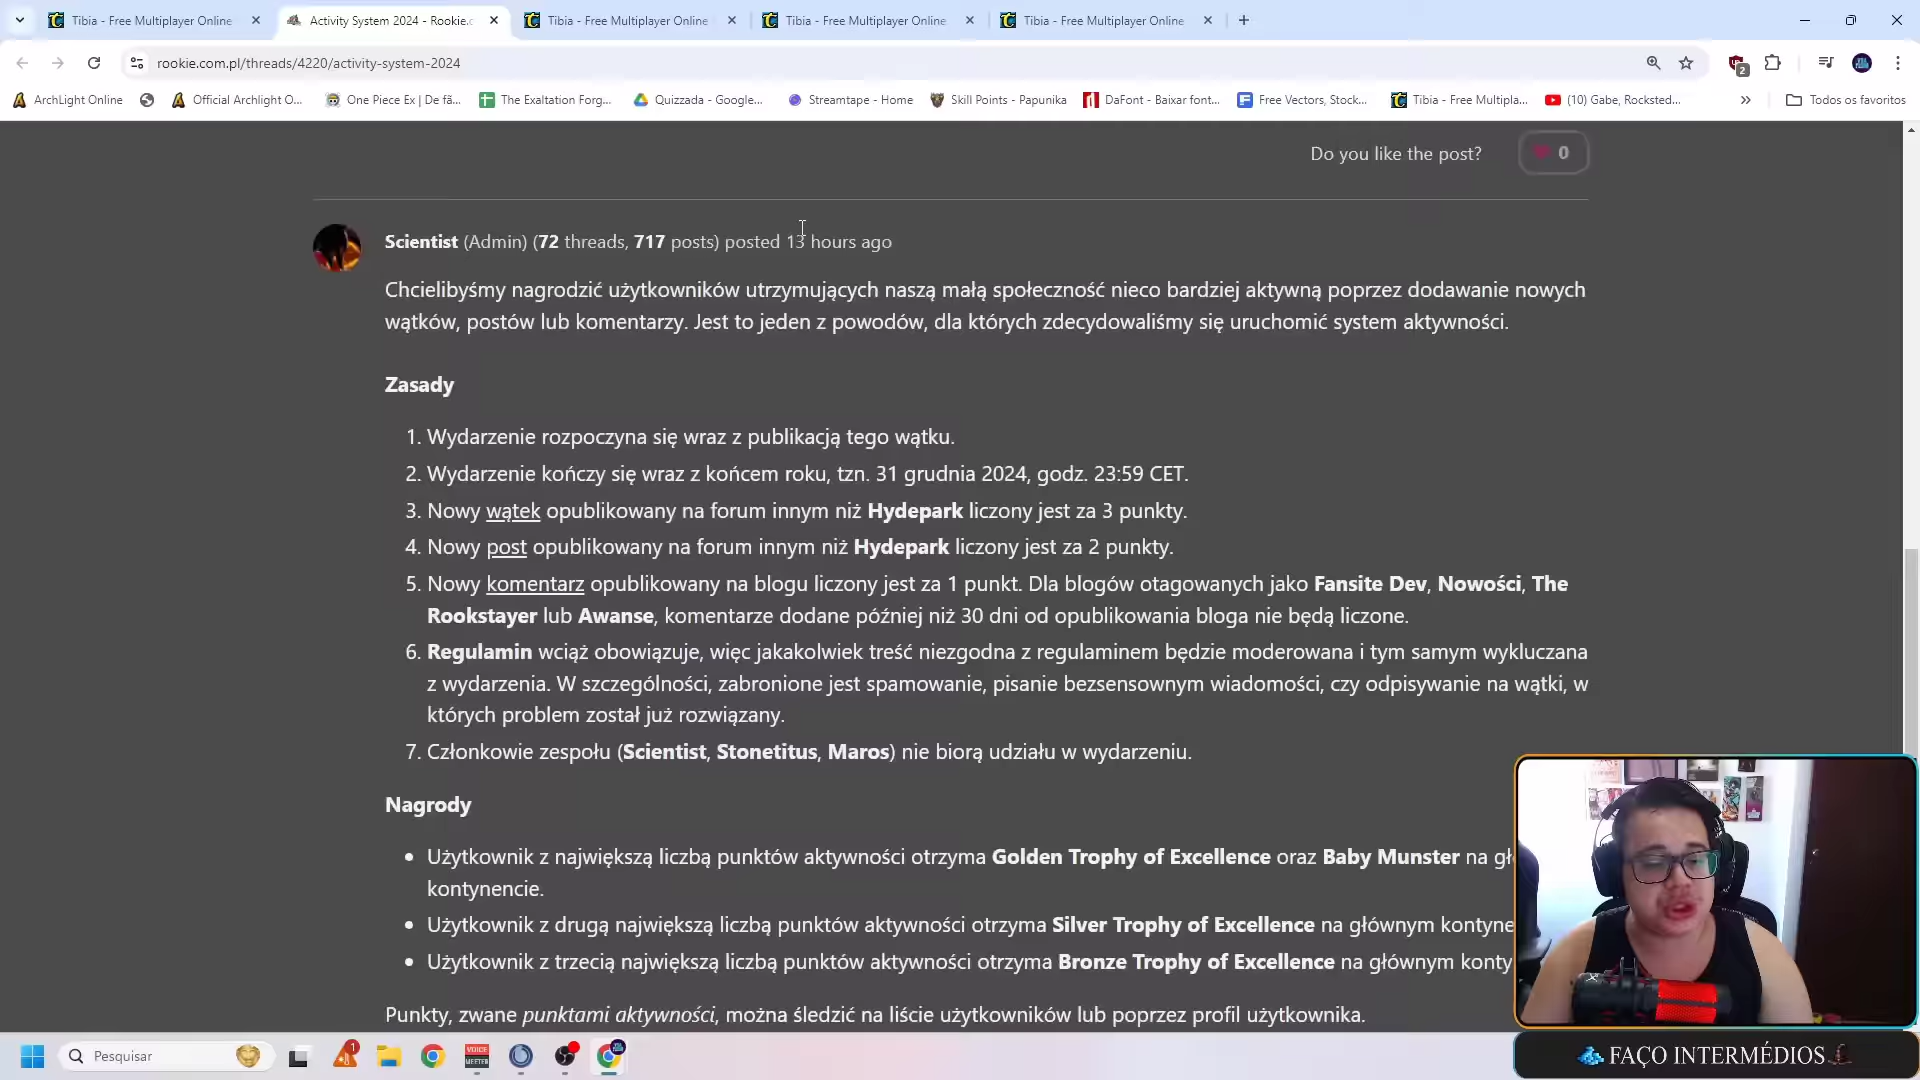 Tibia - Free Multiplayer Online
Activity System 2024 - Rookie.c
Tibia - Free Multiplayer Online
Tibia - Free Multiplayer Online
Tibia - Free Multiplayer Online
rookie.com.pl/threads/4220/activity-system-2024
2
ArchLight Online
Official Archlight O...
One Piece Ex | De fã...
The Exaltation Forg...
Quizzada - Google...
Streamtape - Home
Skill Points - Papunika
DaFont - Baixar font...
Free Vectors, Stock...
Tibia - Free Multipla...
(10) Gabe, Rocksted...
Todos os favoritos
Do you like the post?
0
Scientist (Admin) (72 threads, 717 posts) posted 13 hours ago
Chcielibyśmy nagrodzić użytkowników utrzymujących naszą małą społeczność nieco bardziej aktywną poprzez dodawanie nowych
wątków, postów lub komentarzy. Jest to jeden z powodów, dla których zdecydowaliśmy się uruchomić system aktywności.
Zasady
1. Wydarzenie rozpoczyna się wraz z publikacją tego wątku.
2. Wydarzenie kończy się wraz z końcem roku, tzn. 31 grudnia 2024, godz. 23:59 CET.
3. Nowy wątek opublikowany na forum innym niż Hydepark liczony jest za 3 punkty.
4. Nowy post opublikowany na forum innym niż Hydepark liczony jest za 2 punkty.
5. Nowy komentarz opublikowany na blogu liczony jest za 1 punkt. Dla blogów otagowanych jako Fansite Dev, Nowości, The
Rookstayer lub Awanse, komentarze dodane później niż 30 dni od opublikowania bloga nie będą liczone.
6. Regulamin wciąż obowiązuje, więc jakakolwiek treść niezgodna z regulaminem będzie moderowana i tym samym wykluczana
z wydarzenia. W szczególności, zabronione jest spamowanie, pisanie bezsensownym wiadomości, czy odpisywanie na wątki, w
których problem został już rozwiązany.
7. Członkowie zespołu (Scientist, Stonetitus, Maros) nie biorą udziału w wydarzeniu.
Nagrody
Użytkownik z największą liczbą punktów aktywności otrzyma Golden Trophy of Excellence oraz Baby Munster na gł
kontynencie.
Użytkownik z drugą największą liczbą punktów aktywności otrzyma Silver Trophy of Excellence na głównym kontyne
Użytkownik z trzecią największą liczbą punktów aktywności otrzyma Bronze Trophy of Excellence na głównym konty
Punkty, zwane punktami aktywności, można śledzić na liście użytkowników lub poprzez profil użytkownika.
Pesquisar
1
VOICE
MEETER
FAÇO INTERMÉDIOS